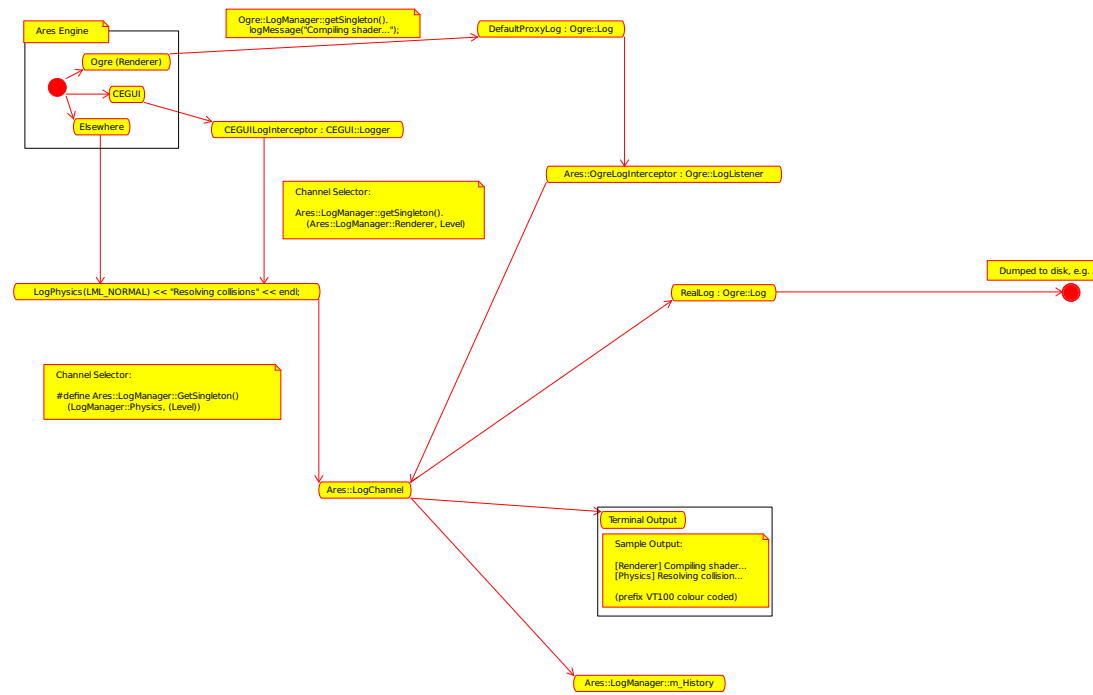 Ares Engine
Ogre::LogManager::getSingleton().
logMessage("Compiling shader...");
DefaultProxyLog : Ogre::Log
Ogre (Renderer)
CEGUI
Elsewhere
CEGUILogInterceptor : CEGUI::Logger
Ares::OgreLogInterceptor : Ogre::LogListener
Channel Selector:
Ares::LogManager::getSingleton().
(Ares::LogManager::Renderer, Level)
Dumped to disk, e.g.
LogPhysics(LML_NORMAL) << "Resolving collisions" << endl;
RealLog : Ogre::Log
Channel Selector:
#define Ares::LogManager::GetSingleton()
(LogManager::Physics, (Level))
Ares::LogChannel
Terminal Output
Sample Output:
[Renderer] Compiling shader...
[Physics] Resolving collision...
(prefix VT100 colour coded)
Ares::LogManager::m_History